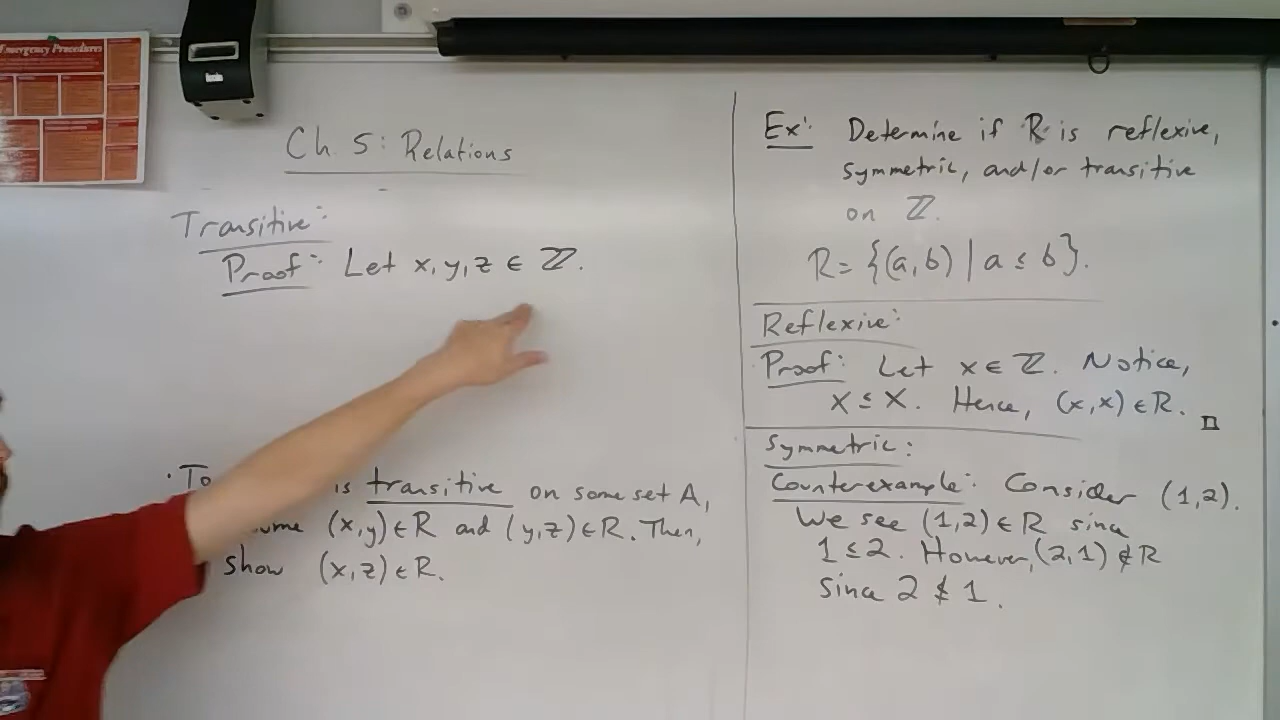 Emergency Procedures
Ch. 5: Relations
Transitive:
Proof: Let x, y, z ∈ ℤ.
· To is transitive on some set A,
(x,y) ∈ R and (y,z) ∈ R. Then,
show (x,z) ∈ R.
Ex: Determine if R is reflexive,
symmetric, and/or transitive
on ℤ.
R = {(a,b) | a ≤ b}.
Reflexive:
Proof: Let x ∈ ℤ. Notice,
x ≤ x. Hence, (x,x) ∈ R. □
Symmetric:
Counterexample: Consider (1,2).
We see (1,2) ∈ R since
1 ≤ 2. However, (2,1) ∉ R
since 2 ≰ 1.